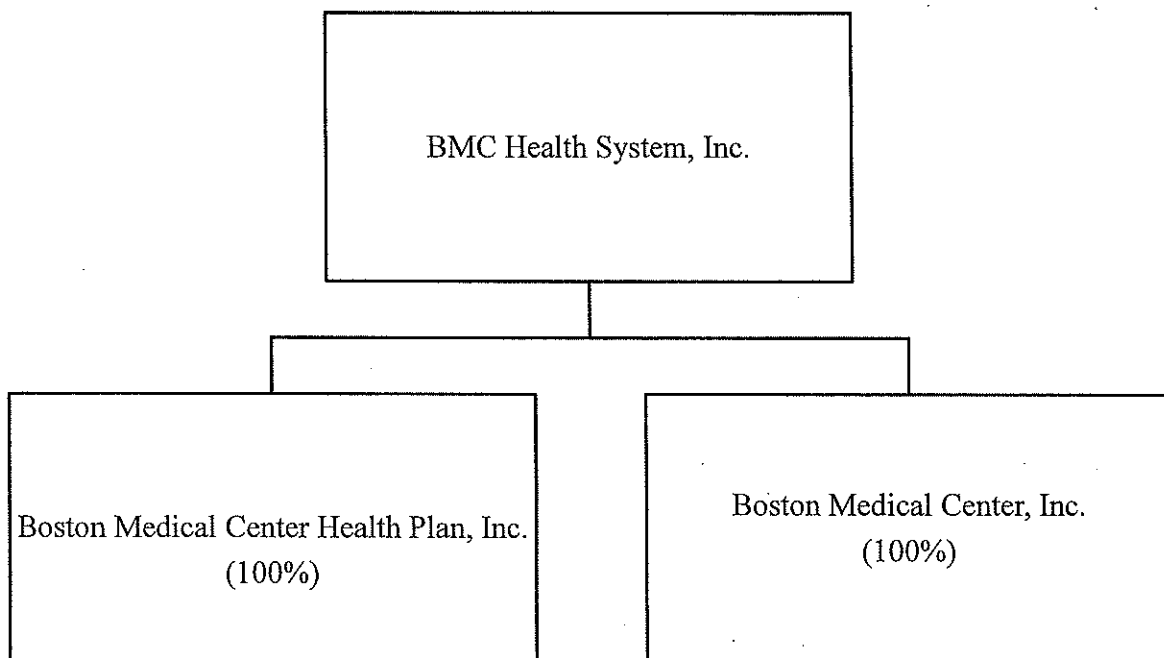 BMC Health System, Inc.
Boston Medical Center Health Plan, Inc.
(100%)
Boston Medical Center, Inc.
(100%)